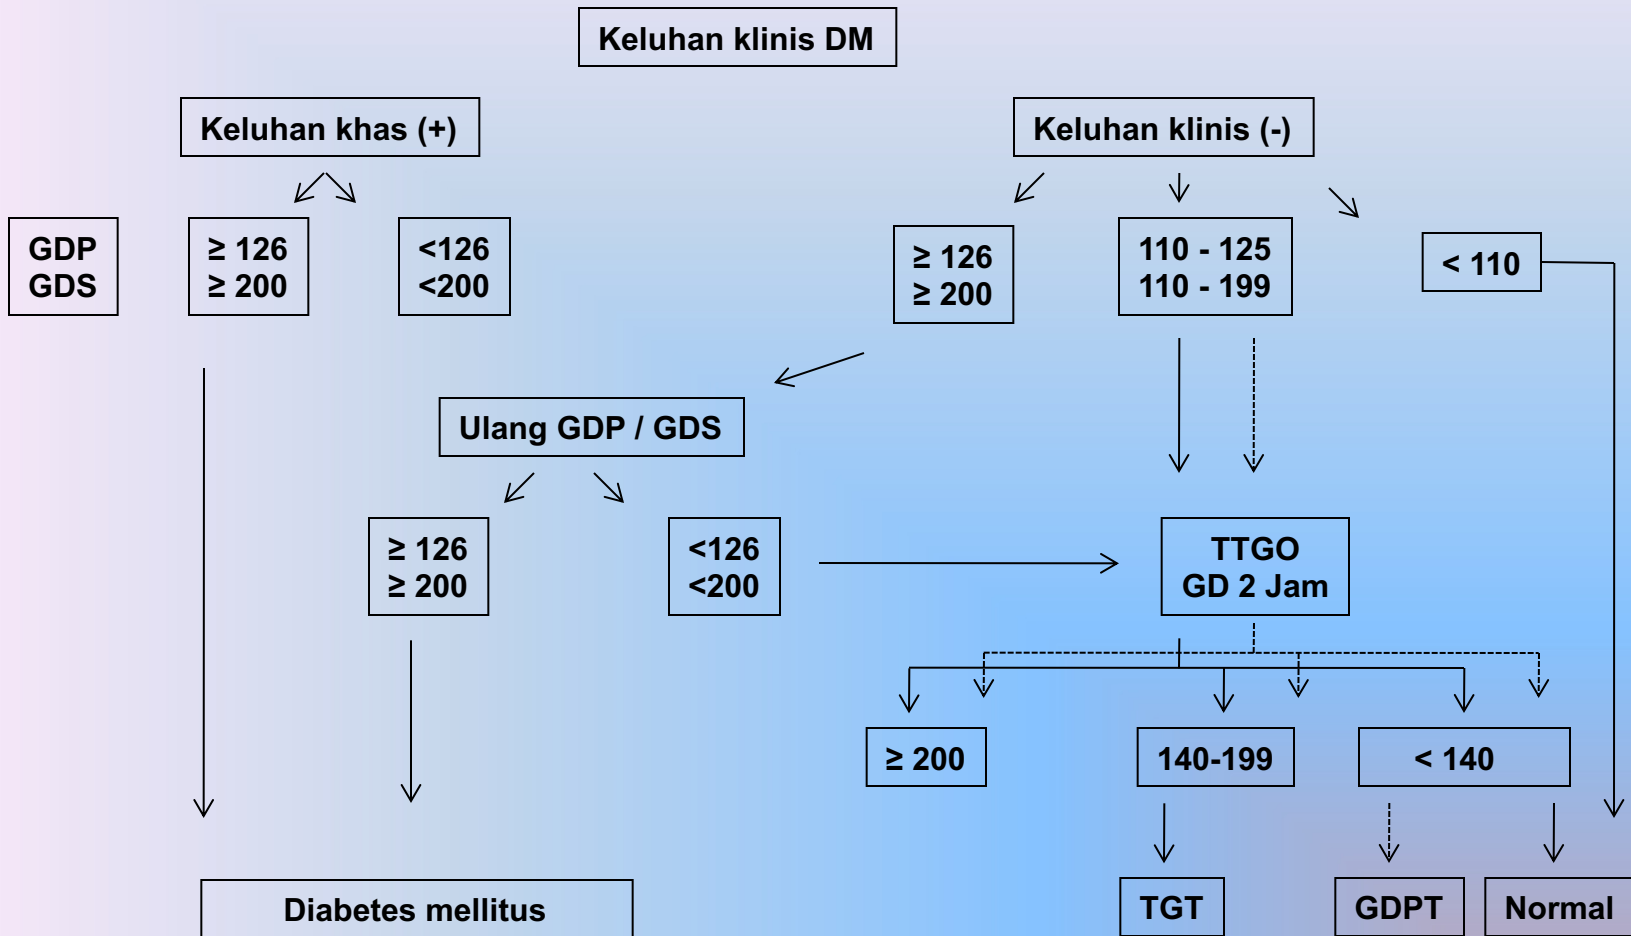 Keluhan klinis DM
Keluhan khas (+)
Keluhan klinis (-)
GDP
GDS
≥ 126
≥ 200
<126
<200
≥ 126
≥ 200
110 - 125
110 - 199
< 110
Ulang GDP / GDS
≥ 126
≥ 200
<126
<200
TTGO
GD 2 Jam
≥ 200
140-199
< 140
Diabetes mellitus
TGT
GDPT
Normal